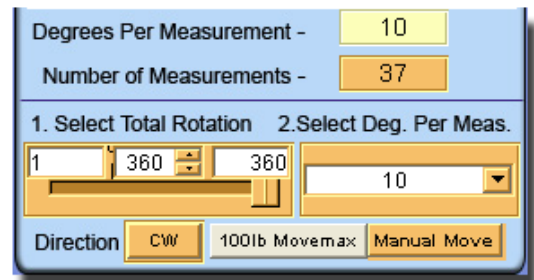 Degrees Per Measurement - 10
Number of Measurements - 37
1. Select Total Rotation 2.Select Deg. Per Meas.
1 360 360 10
Direction CW 100lb Movemax Manual Move